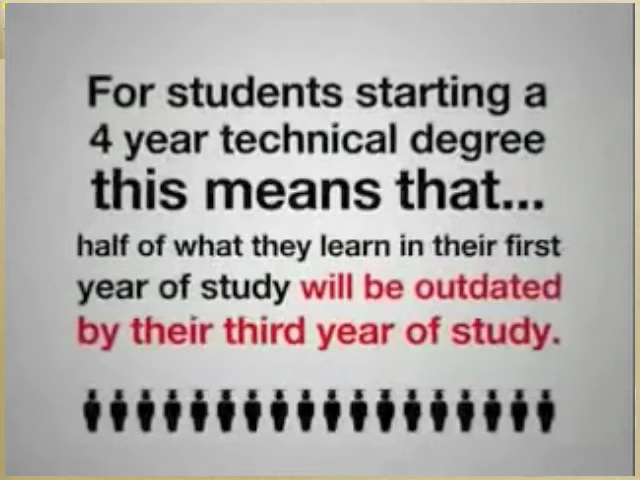 For students starting a
4 year technical degree
this means that...
half of what they learn in their first
year of study will be outdated
by their third year of study.